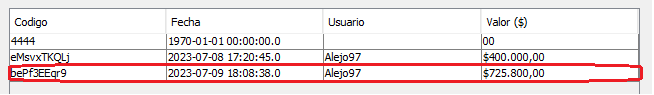 Codigo Fecha Usuario Valor ($)
4444 1970-01-01 00:00:00.0 00
eMsvxTKQLj 2023-07-08 17:20:45.0 Alejo97 $400.000,00
bePf3EEqr9 2023-07-09 18:08:38.0 Alejo97 $725.800,00